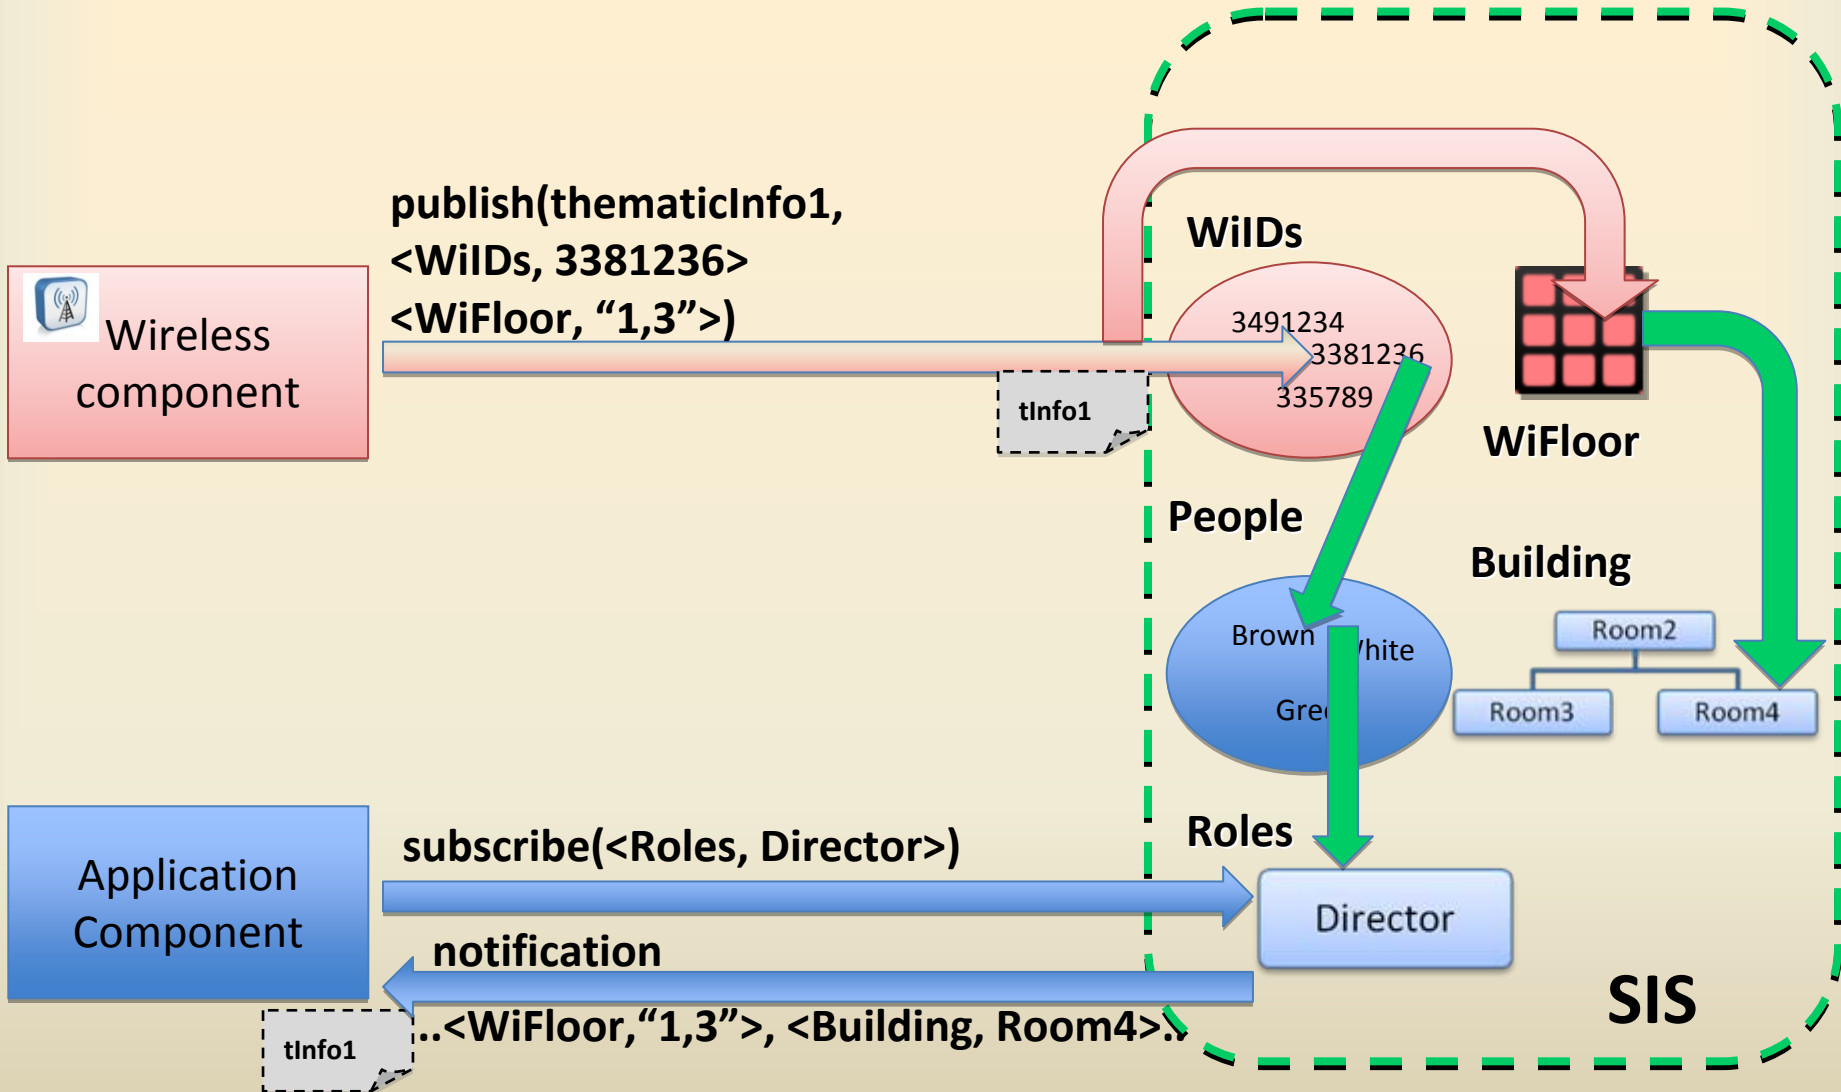 publish(thematicInfo1,
<WiIDs, 3381236>
<WiFloor, “1,3”>)
Wireless
component
tInfo1
WiIDs
3491234
3381236
335789
WiFloor
People
Brown
Building
Room2
Room3
Room4
Application
Component
subscribe(<Roles, Director>)
notification
..<WiFloor,“1,3”>, <Building, Room4>..
tInfo1
Roles
Director
SIS